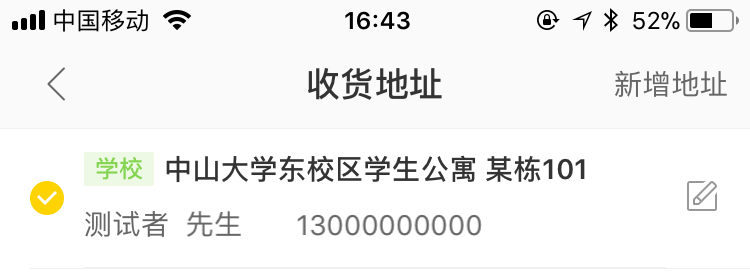 中国移动 16:43 52%
收货地址 新增地址
学校 中山大学东校区学生公寓 某栋101
测试者 先生 13000000000